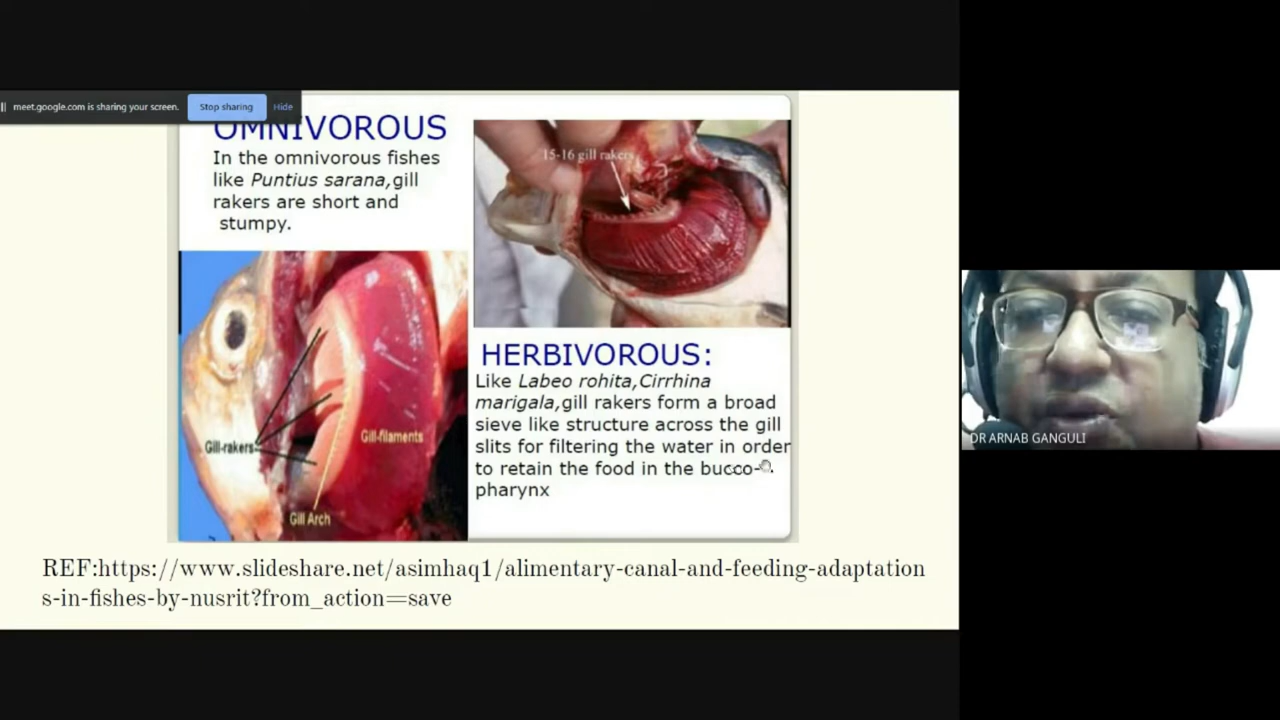 meet.google.com is sharing your screen.
Stop sharing
Hide
OMNIVOROUS
In the omnivorous fishes
like Puntius sarana,gill
rakers are short and
stumpy.
15-16 gill rakers
Gill-rakers
Gill-filaments
Gill Arch
HERBIVOROUS:
Like Labeo rohita,Cirrhina
marigala,gill rakers form a broad
sieve like structure across the gill
slits for filtering the water in order
to retain the food in the bucco-
pharynx
REF:https://www.slideshare.net/asimhaq1/alimentary-canal-and-feeding-adaptation
s-in-fishes-by-nusrit?from_action=save
DR ARNAB GANGULI